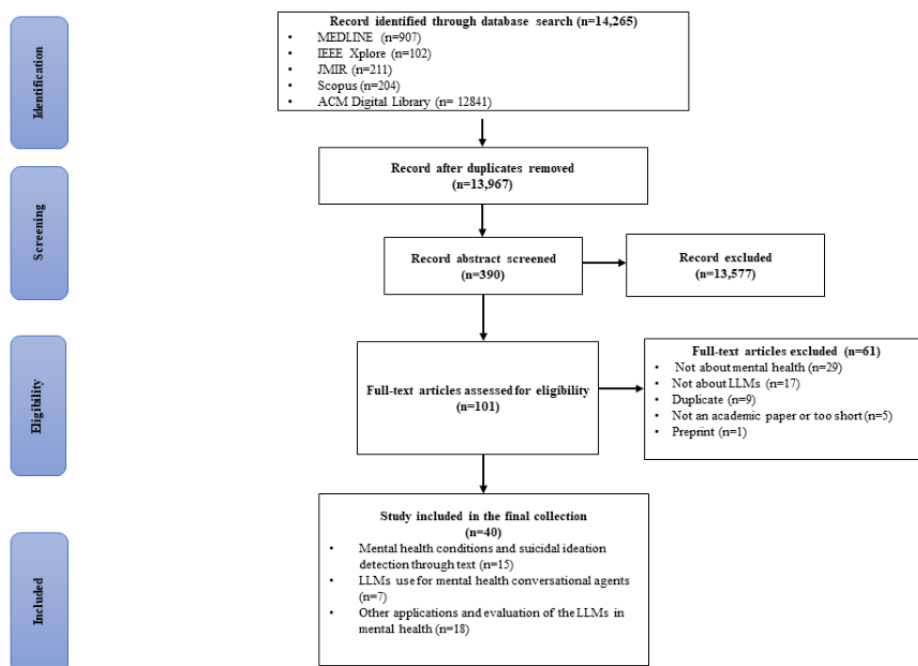 Identification
Record identified through database search (n=14,265)
• MEDLINE (n=907)
• IEEE Xplore (n=102)
• JMIR (n=211)
• Scopus (n=204)
• ACM Digital Library (n= 12841)
Record after duplicates removed
(n=13,967)
Screening
Record abstract screened
(n=390)
Record excluded
(n=13,577)
Eligibility
Full-text articles assessed for eligibility
(n=101)
Full-text articles excluded (n=61)
• Not about mental health (n=29)
• Not about LLMs (n=17)
• Duplicate (n=9)
• Not an academic paper or too short (n=5)
• Preprint (n=1)
Included
Study included in the final collection
(n=40)
• Mental health conditions and suicidal ideation
detection through text (n=15)
• LLMs use for mental health conversational agents
(n=7)
• Other applications and evaluation of the LLMs in
mental health (n=18)